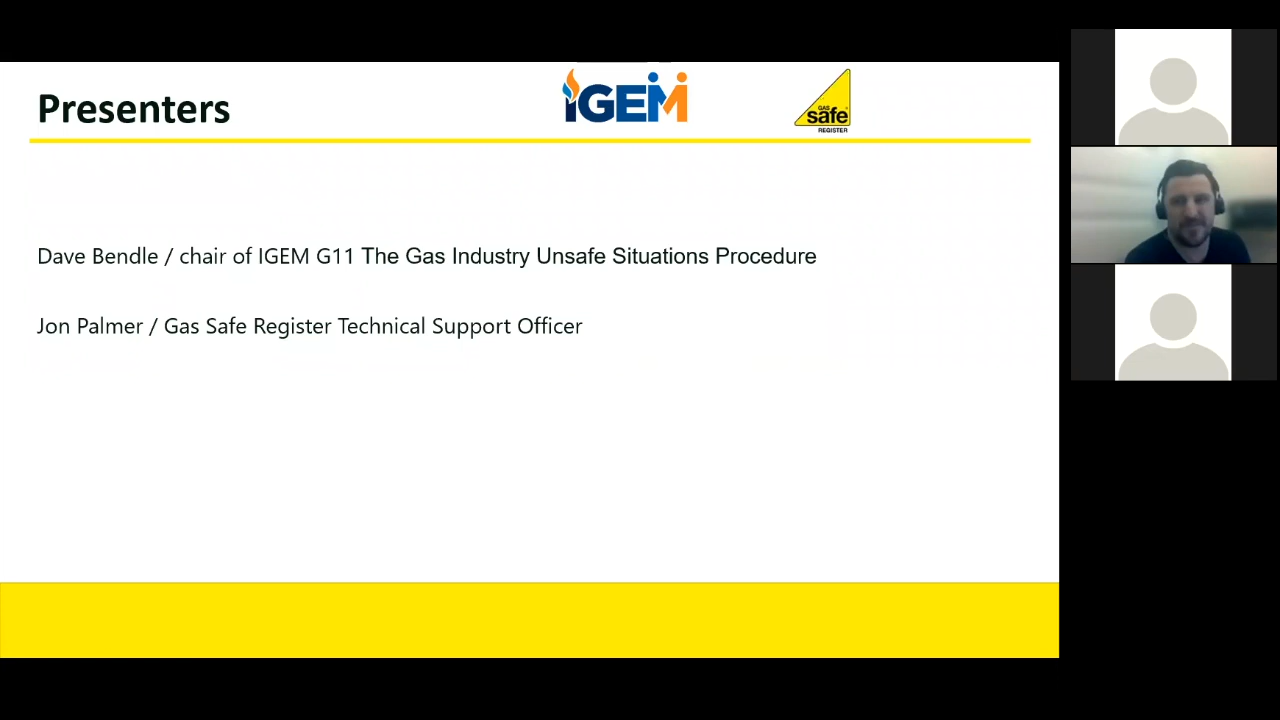 Presenters
iGEM
GAS
safe
REGISTER
Dave Bendle / chair of IGEM G11 The Gas Industry Unsafe Situations Procedure
Jon Palmer / Gas Safe Register Technical Support Officer